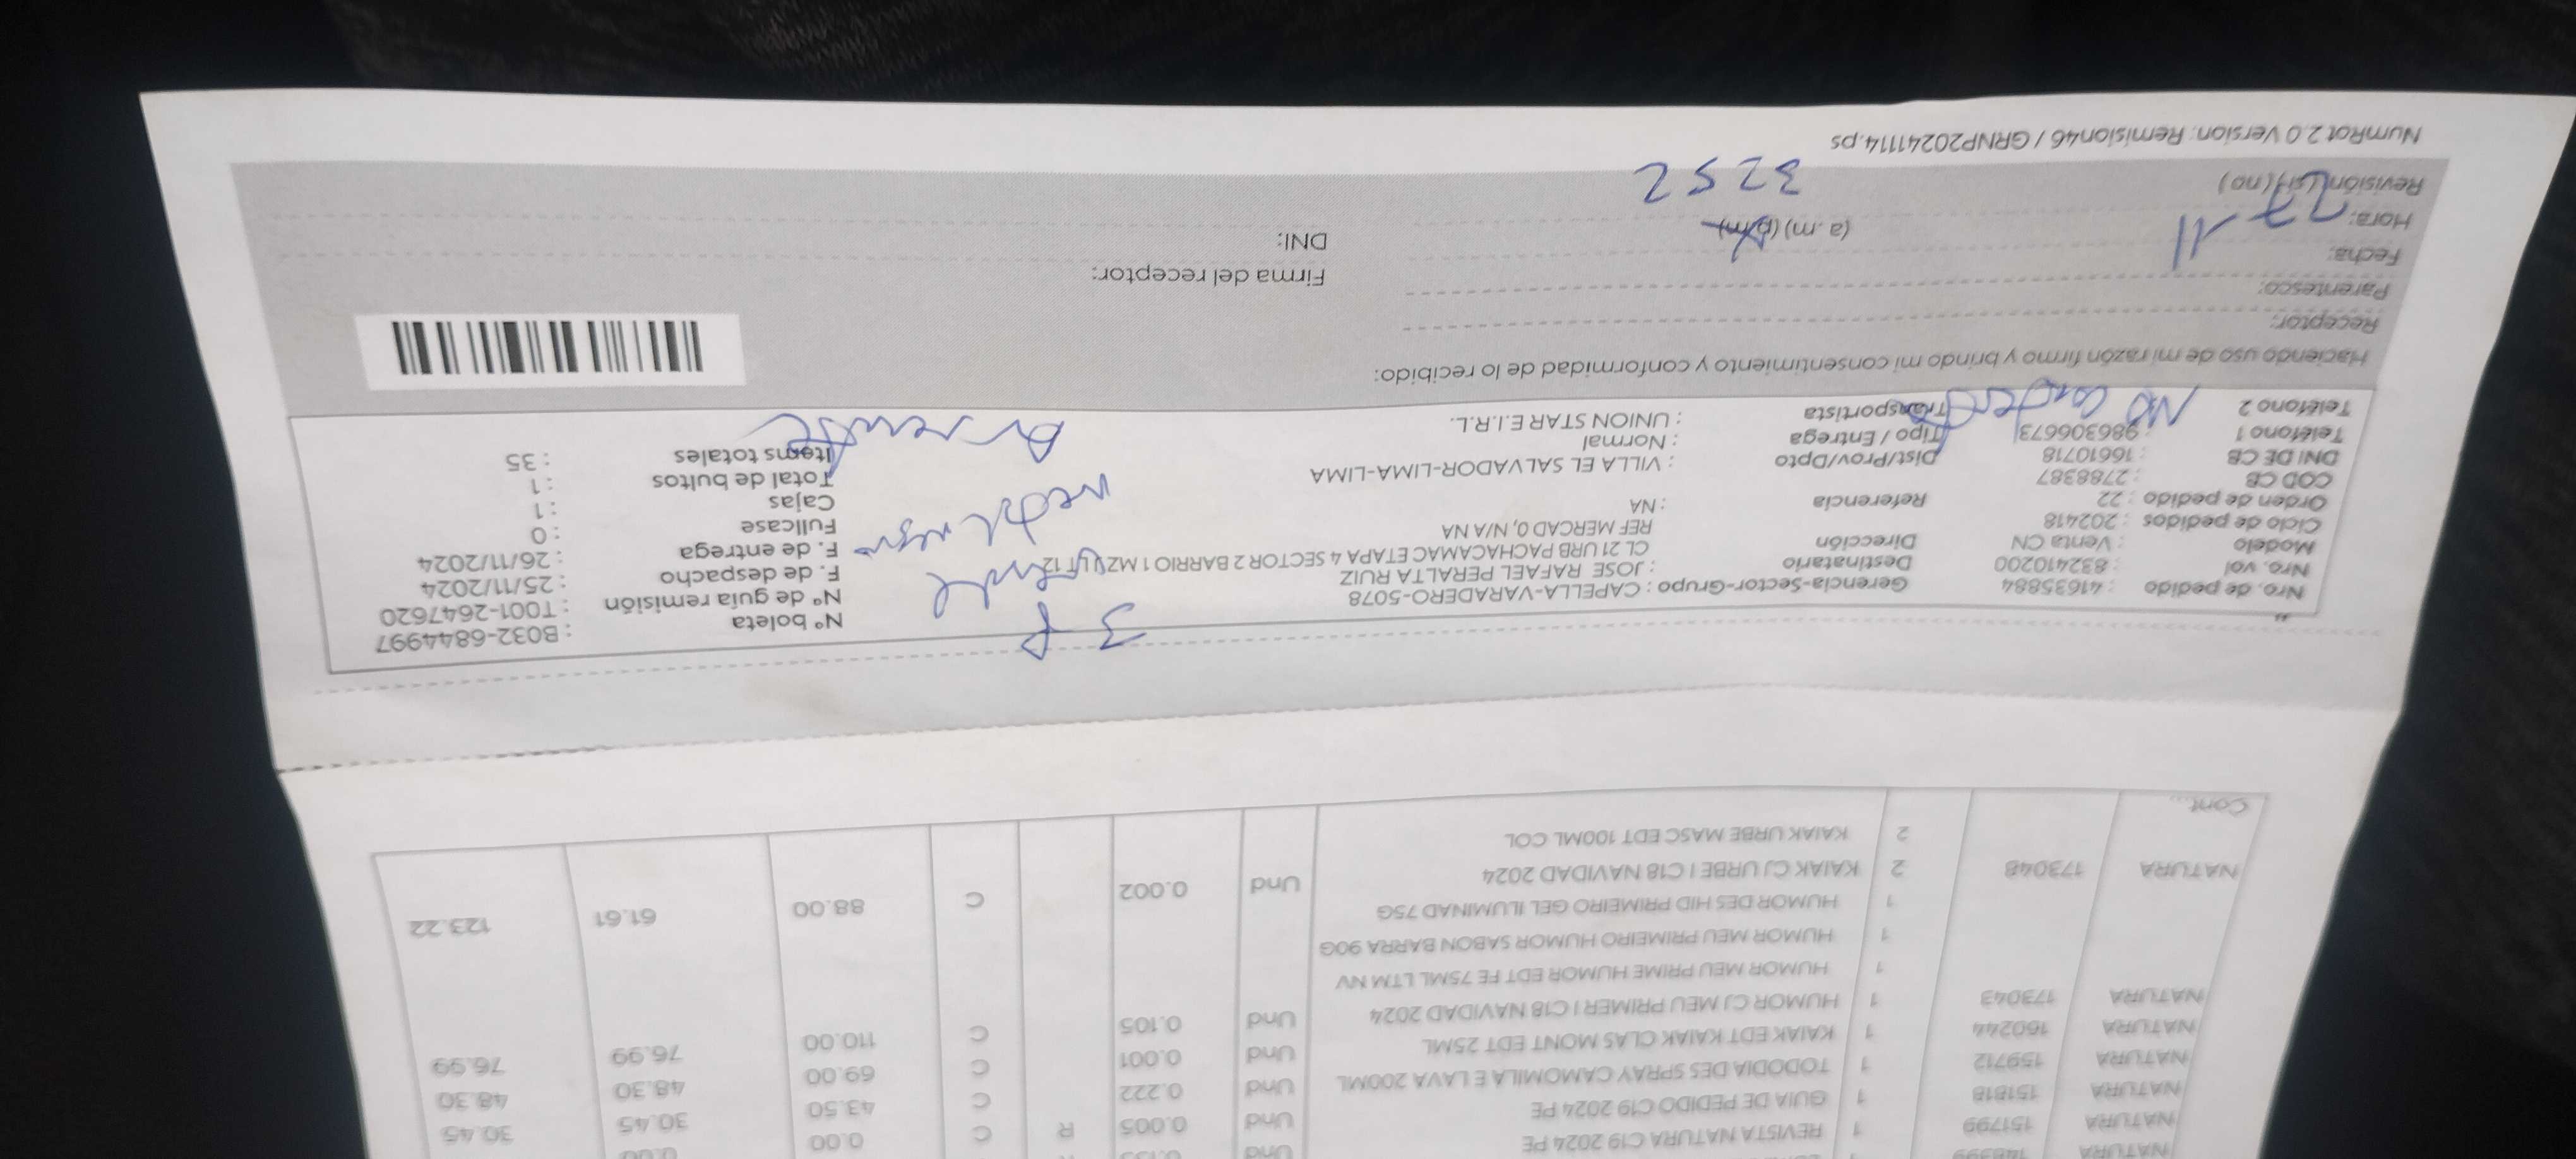 NATURA 151799 1 REVISTA NATURA C19 2024 PE Und
NATURA 151818 1 GUIA DE PEDIDO C19 2024 PE Und 0.005 R C 0.00 0.00
NATURA 159712 1 TODODIA DES SPRAY CAMOMILA E LAVA 200ML Und 0.222 C 43.50 30.45 30.45
NATURA 160244 1 KAIAK EDT KAIAK CLAS MONT EDT 25ML Und 0.001 C 69.00 48.30 48.30
NATURA 173043 1 HUMOR CJ MEU PRIMER I C18 NAVIDAD 2024 Und 0.105 C 110.00 76.99 76.99
1 HUMOR MEU PRIME HUMOR EDT FE 75ML LTM NV
1 HUMOR MEU PRIMEIRO HUMOR SABON BARRA 90G
1 HUMOR DES HID PRIMEIRO GEL ILUMINAD 75G
NATURA 173048 2 KAIAK CJ URBE I C18 NAVIDAD 2024 Und 0.002 C 88.00 61.61 123.22
2 KAIAK URBE MASC EDT 100ML COL
Cont...
Nro. de pedido : 41635884 Gerencia-Sector-Grupo : CAPELLA-VARADERO-5078 Nº boleta : B032-6844997
Nro. vol : 832410200 Destinatario : JOSE RAFAEL PERALTA RUIZ Nº de guía remisión : T001-2647620
Modelo : Venta CN Dirección CL 21 URB PACHACAMAC ETAPA 4 SECTOR 2 BARRIO 1 MZ U LT 12 F. de despacho : 25/11/2024
Ciclo de pedidos : 202418 REF MERCAD 0, N/A NA F. de entrega : 26/11/2024
Orden de pedido : 22 Referencia : NA Fullcase : 0
COD CB : 2788387 Cajas : 1
DNI DE CB : 16610718 Dist/Prov/Dpto : VILLA EL SALVADOR-LIMA-LIMA Total de bultos : 1
Teléfono 1 : 986306673 Tipo / Entrega : Normal Items totales : 35
Teléfono 2 Transportista : UNION STAR E.I.R.L.
3 P
Haciendo uso de mi razón firmo y brindo mi consentimiento y conformidad de lo recibido:
Receptor:
Parentesco:
Fecha: Firma del receptor:
Hora: (a .m) (p.m) DNI:
Revisión (si) (no)
3252
NumRot 2.0 Version: Remision46 / GRNP20241114.ps